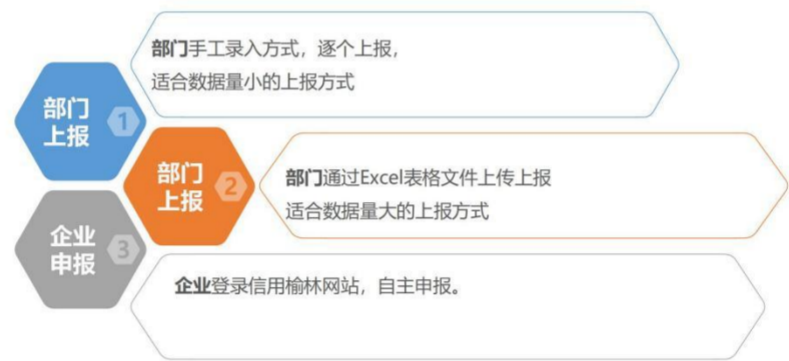 部门上报
1
部门手工录入方式，逐个上报，
适合数据量小的上报方式
部门上报
2
部门通过Excel表格文件上传上报
适合数据量大的上报方式
企业申报
3
企业登录信用榆林网站，自主申报。